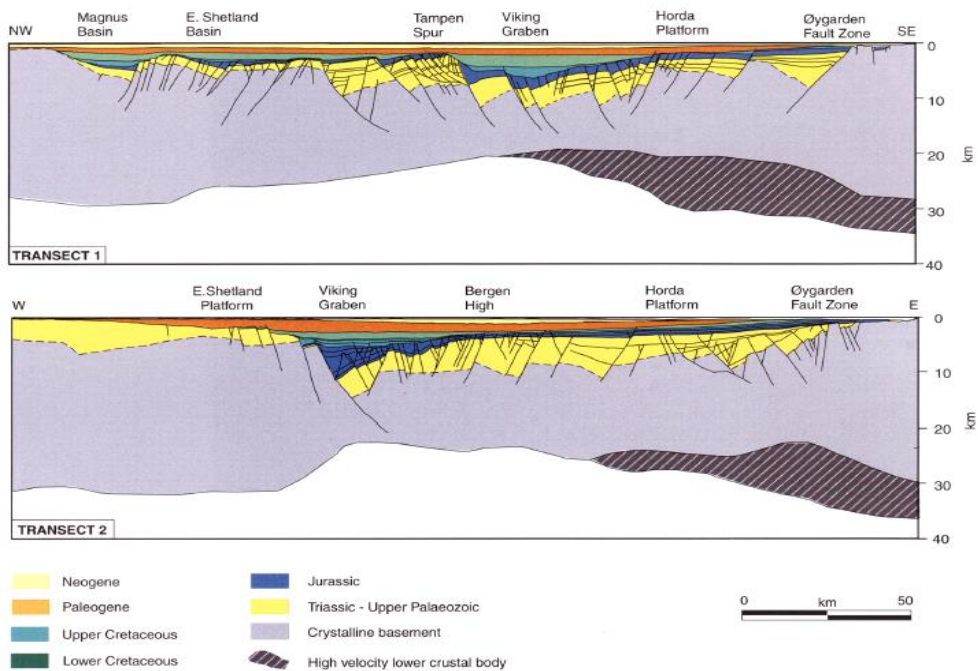 Magnus E. Shetland Tampen Viking Horda Øygarden
NW Basin Basin Spur Graben Platform Fault Zone SE
0
10
20
30
40
km
TRANSECT 1
E.Shetland Viking Bergen Horda Øygarden
W Platform Graben High Platform Fault Zone E
0
10
20
30
40
km
TRANSECT 2
Neogene
Paleogene
Upper Cretaceous
Lower Cretaceous
Jurassic
Triassic - Upper Palaeozoic
Crystalline basement
High velocity lower crustal body
0 km 50